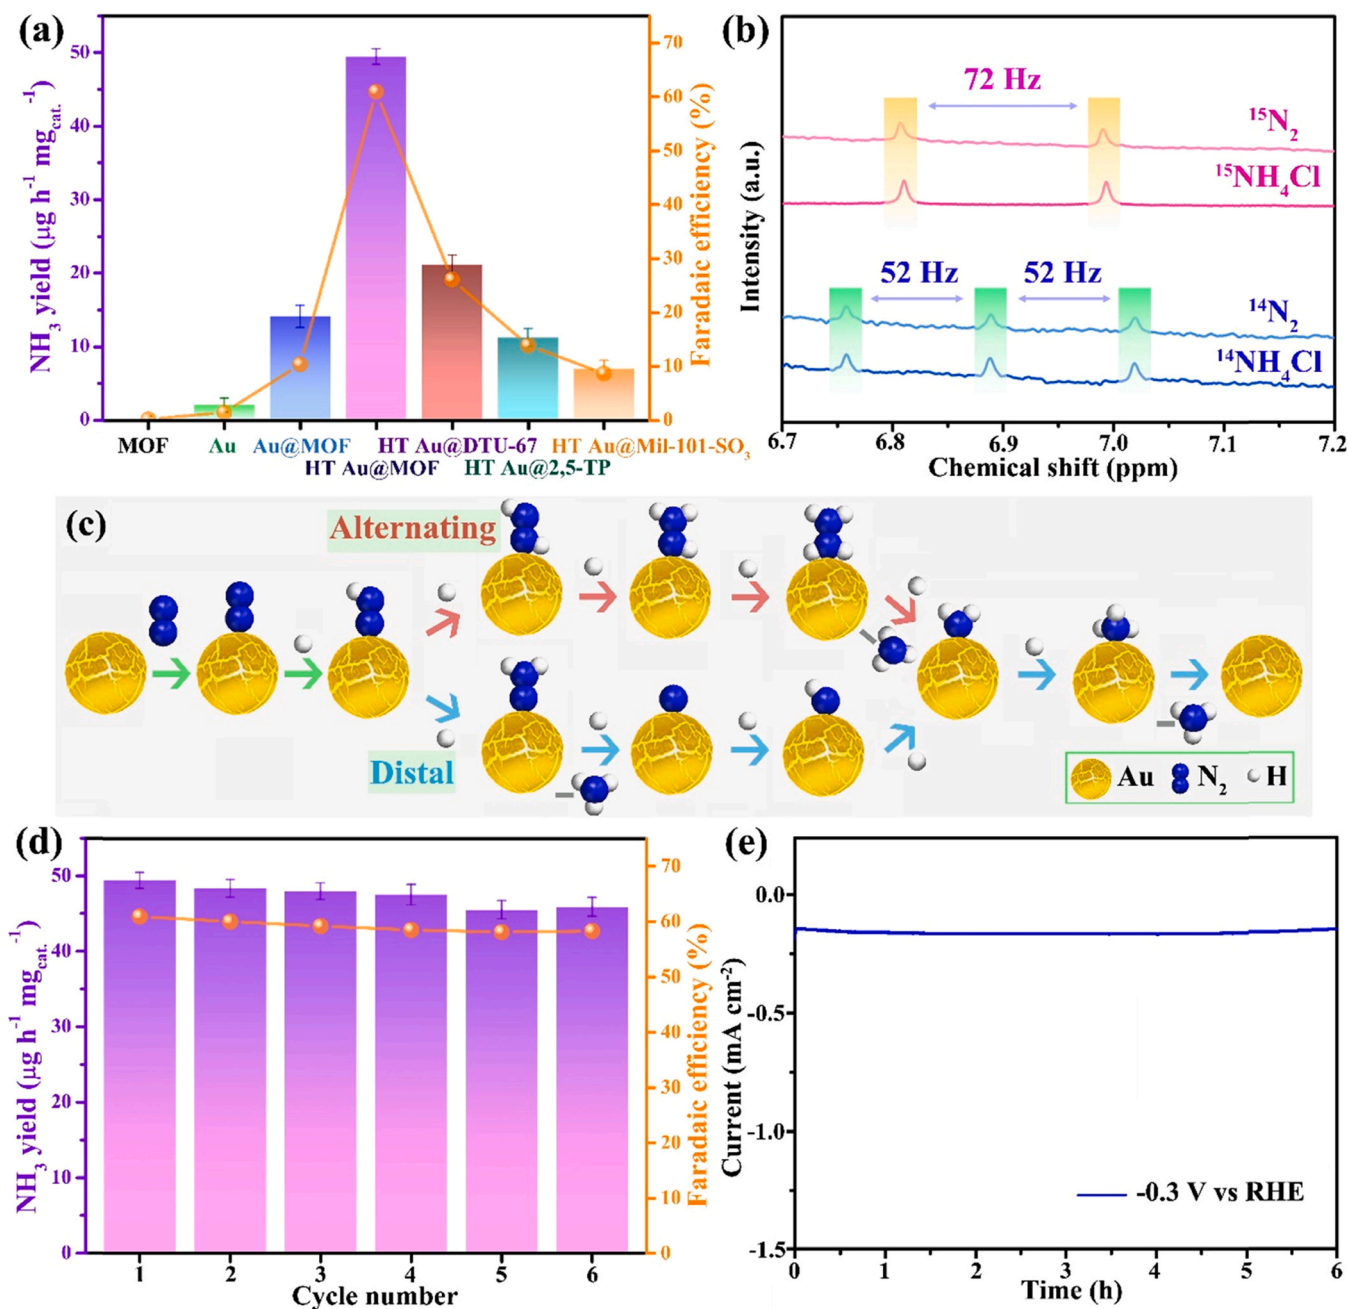 (a)
NH3 yield (μg h-1 mgcat.-1)
50
40
30
20
10
0
70
60
50
40
30
20
10
0
Faradaic efficiency (%)
MOF Au Au@MOF HT Au@DTU-67 HT Au@Mil-101-SO3
HT Au@MOF HT Au@2,5-TP
(b)
Intensity (a.u.)
72 Hz
15N2
15NH4Cl
52 Hz 52 Hz
14N2
14NH4Cl
6.7 6.8 6.9 7.0 7.1 7.2
Chemical shift (ppm)
(c)
Alternating
Distal
Au N2 H
(d)
NH3 yield (μg h-1 mgcat.-1)
50
40
30
20
10
0
70
60
50
40
30
20
10
0
Faradaic efficiency (%)
1 2 3 4 5 6
Cycle number
(e)
Current (mA cm-2)
0.0
-0.5
-1.0
-1.5
-0.3 V vs RHE
0 1 2 3 4 5 6
Time (h)